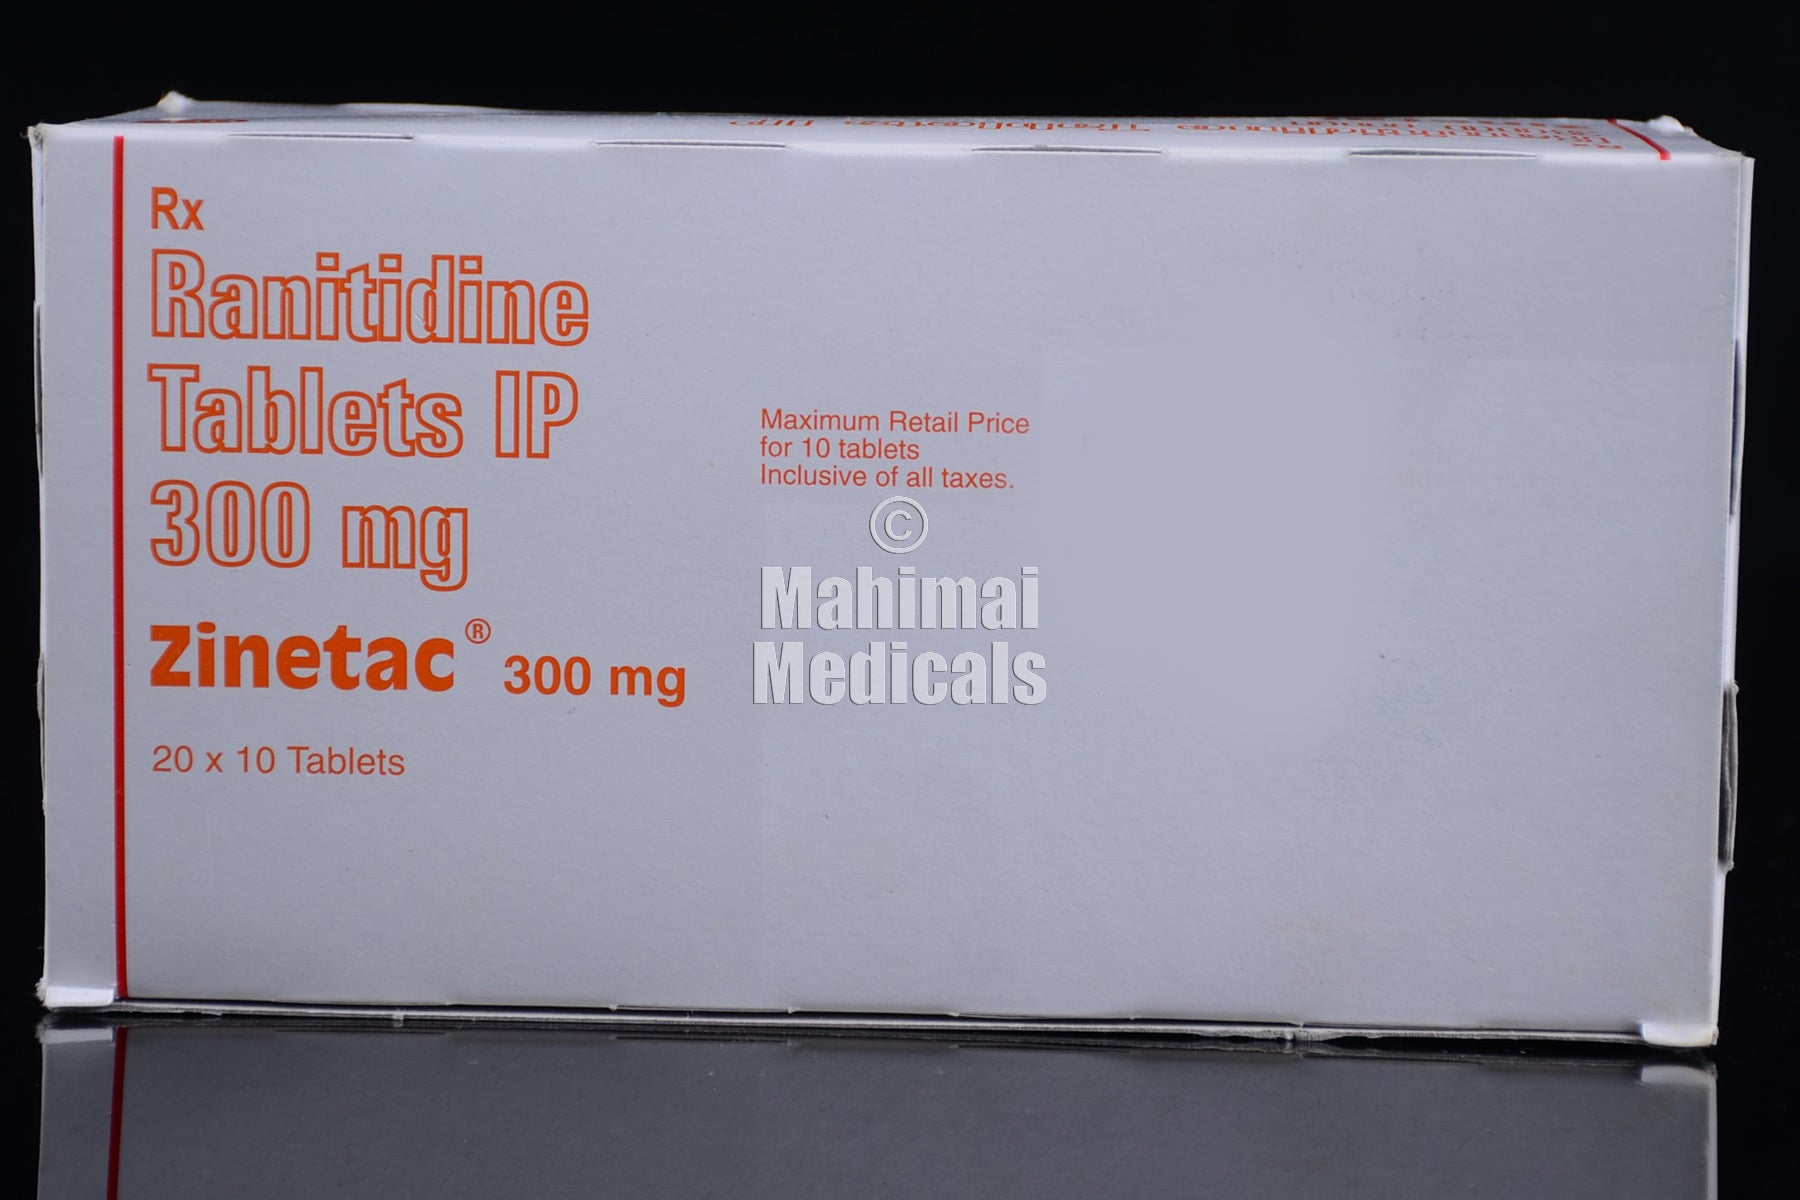 Rx
Ranitidine
Tablets IP
300 mg
Zinetac® 300 mg
20 x 10 Tablets
Maximum Retail Price
for 10 tablets
Inclusive of all taxes.
©
Mahimai
Medicals